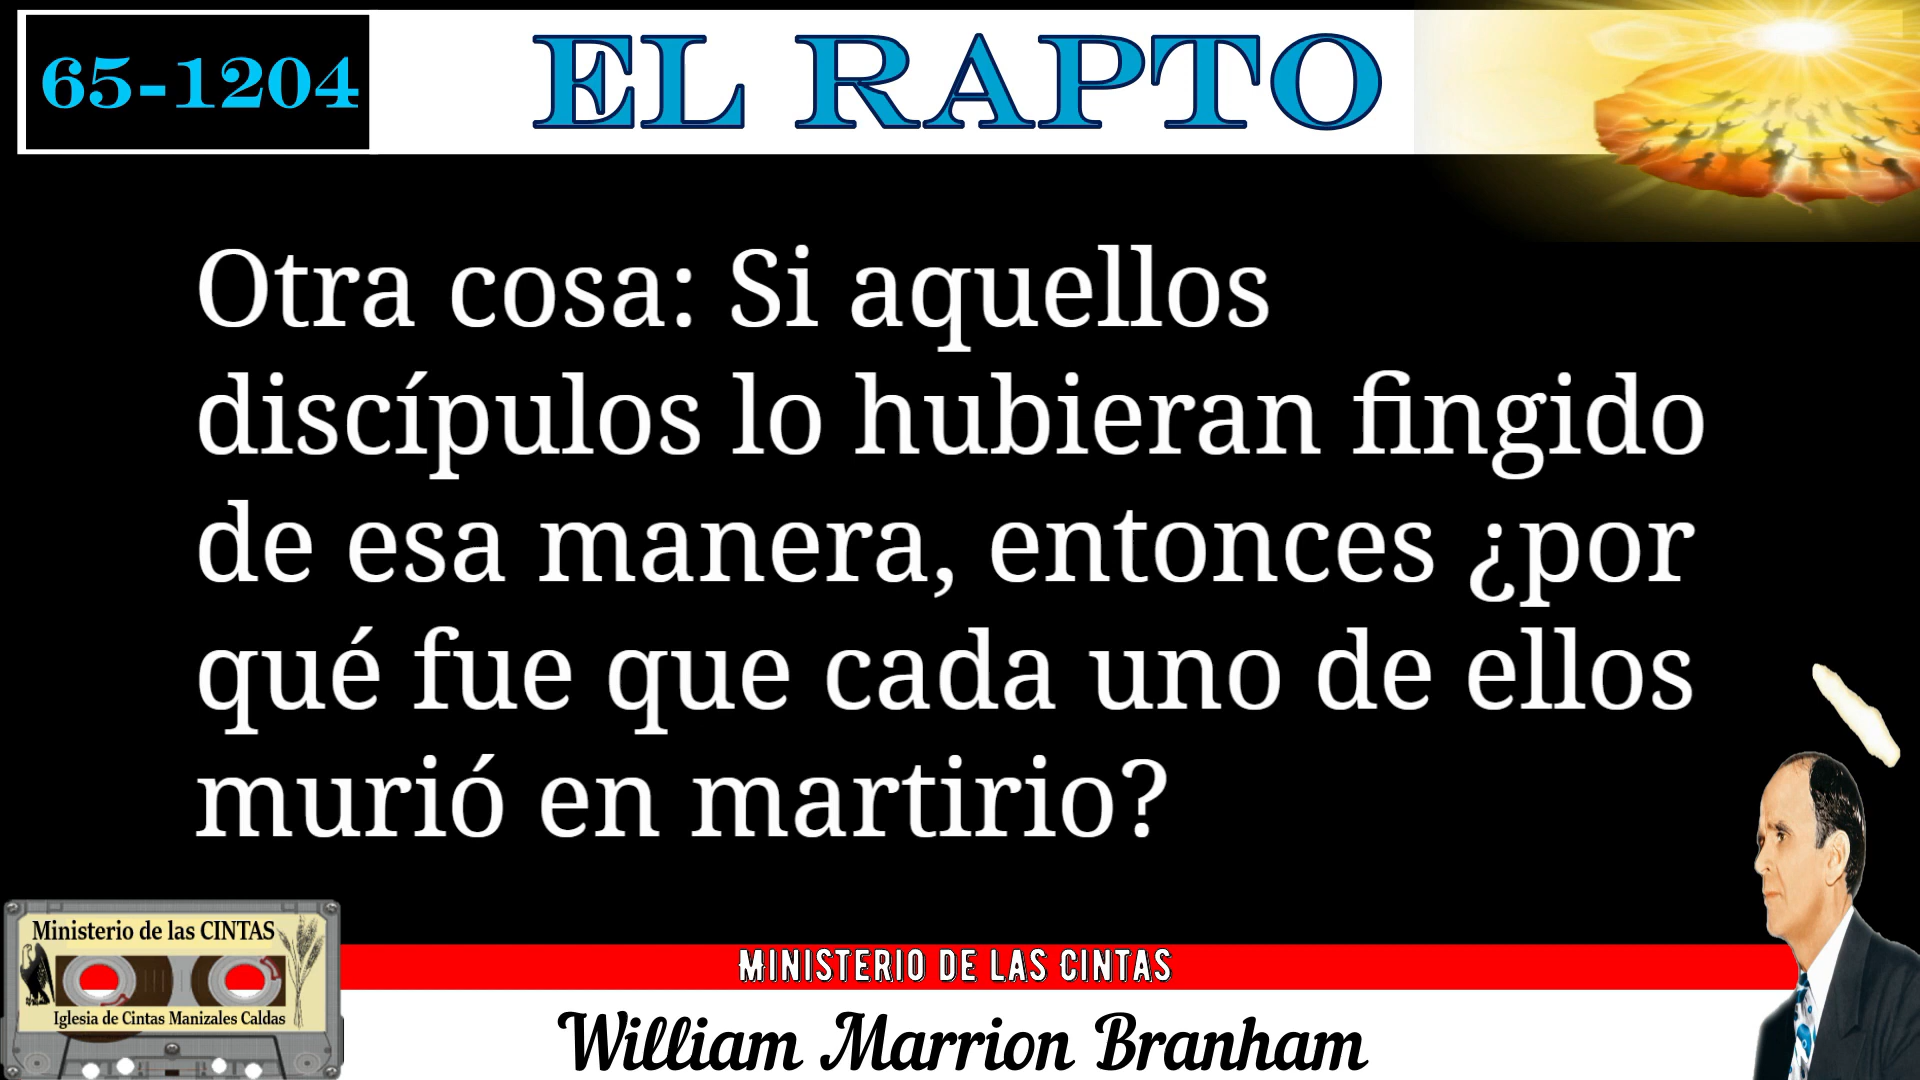 65-1204
EL RAPTO
Otra cosa: Si aquellos
discípulos lo hubieran fingido
de esa manera, entonces ¿por
qué fue que cada uno de ellos
murió en martirio?
Ministerio de las CINTAS
Iglesia de Cintas Manizales Caldas
MINISTERIO DE LAS CINTAS
William Marrion Branham